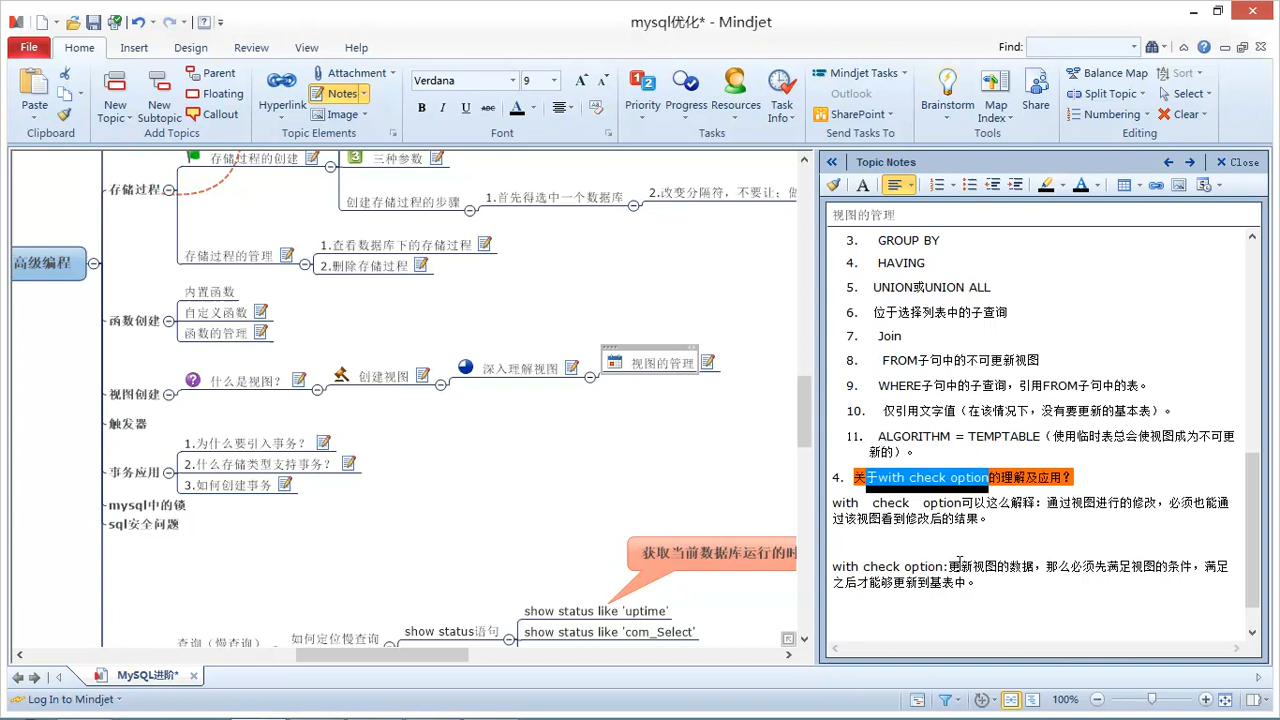 mysql优化* - Mindjet
File Home Insert Design Review View Help Find:
Paste New Topic New Subtopic Parent Floating Callout Hyperlink Attachment Notes Image Verdana 9 Priority Progress Resources Task Info Mindjet Tasks Outlook SharePoint Brainstorm Map Index Share Balance Map Split Topic Numbering Sort Select Clear
Clipboard Add Topics Topic Elements Font Tasks Send Tasks To Tools Editing
存储过程的创建 三种参数
存储过程
创建存储过程的步骤 1.首先得选中一个数据库 2.改变分隔符，不要让；
存储过程的管理 1.查看数据库下的存储过程
2.删除存储过程
高级编程
内置函数
函数创建 自定义函数
函数的管理
视图创建 什么是视图? 创建视图 深入理解视图 视图的管理
触发器
1.为什么要引入事务?
事务应用 2.什么存储类型支持事务?
3.如何创建事务
mysql中的锁
sql安全问题
获取当前数据库运行的时
show status like 'uptime'
查询（慢查询） 如何定位慢查询 show status语句 show status like 'com_Select'
Topic Notes Close
视图的管理
3. GROUP BY
4. HAVING
5. UNION或UNION ALL
6. 位于选择列表中的子查询
7. Join
8. FROM子句中的不可更新视图
9. WHERE子句中的子查询，引用FROM子句中的表。
10. 仅引用文字值（在该情况下，没有要更新的基本表）。
11. ALGORITHM = TEMPTABLE（使用临时表总会使视图成为不可更
新的）。
4. 关于with check option的理解及应用?
with check option可以这么解释：通过视图进行的修改，必须也能通
过该视图看到修改后的结果。
with check option:更新视图的数据，那么必须先满足视图的条件，满足
之后才能够更新到基表中。
MySQL进阶*
Log In to Mindjet 100%